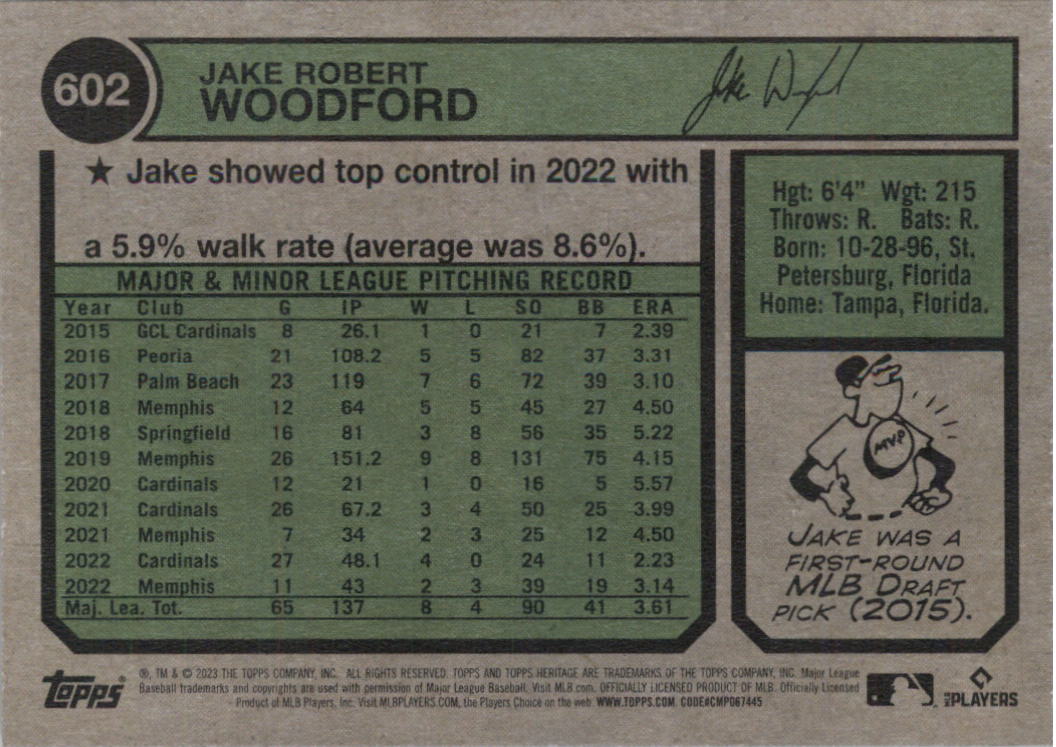 602
JAKE ROBERT
WOODFORD
Jake Woodford
★ Jake showed top control in 2022 with
a 5.9% walk rate (average was 8.6%).
MAJOR & MINOR LEAGUE PITCHING RECORD
Year Club G IP W L SO BB ERA
2015 GCL Cardinals 8 26.1 1 0 21 7 2.39
2016 Peoria 21 108.2 5 5 82 37 3.31
2017 Palm Beach 23 119 7 6 72 39 3.10
2018 Memphis 12 64 5 5 45 27 4.50
2018 Springfield 16 81 3 8 56 35 5.22
2019 Memphis 26 151.2 9 8 131 75 4.15
2020 Cardinals 12 21 1 0 16 5 5.57
2021 Cardinals 26 67.2 3 4 50 25 3.99
2021 Memphis 7 34 2 3 25 12 4.50
2022 Cardinals 27 48.1 4 0 24 11 2.23
2022 Memphis 11 43 2 3 39 19 3.14
Maj. Lea. Tot. 65 137 8 4 90 41 3.61
Hgt: 6'4" Wgt: 215
Throws: R. Bats: R.
Born: 10-28-96, St.
Petersburg, Florida
Home: Tampa, Florida.
MVP
JAKE WAS A
FIRST-ROUND
MLB DRAFT
PICK (2015).
topps
®, TM & © 2023 THE TOPPS COMPANY, INC. ALL RIGHTS RESERVED. TOPPS AND TOPPS HERITAGE ARE TRADEMARKS OF THE TOPPS COMPANY, INC. Major League
Baseball trademarks and copyrights are used with permission of Major League Baseball. Visit MLB.com. OFFICIALLY LICENSED PRODUCT OF MLB. Officially Licensed
Product of MLB Players, Inc. Visit MLBPLAYERS.COM, the Players Choice on the web. WWW.TOPPS.COM. CODE#CMP067445
MLB PLAYERS